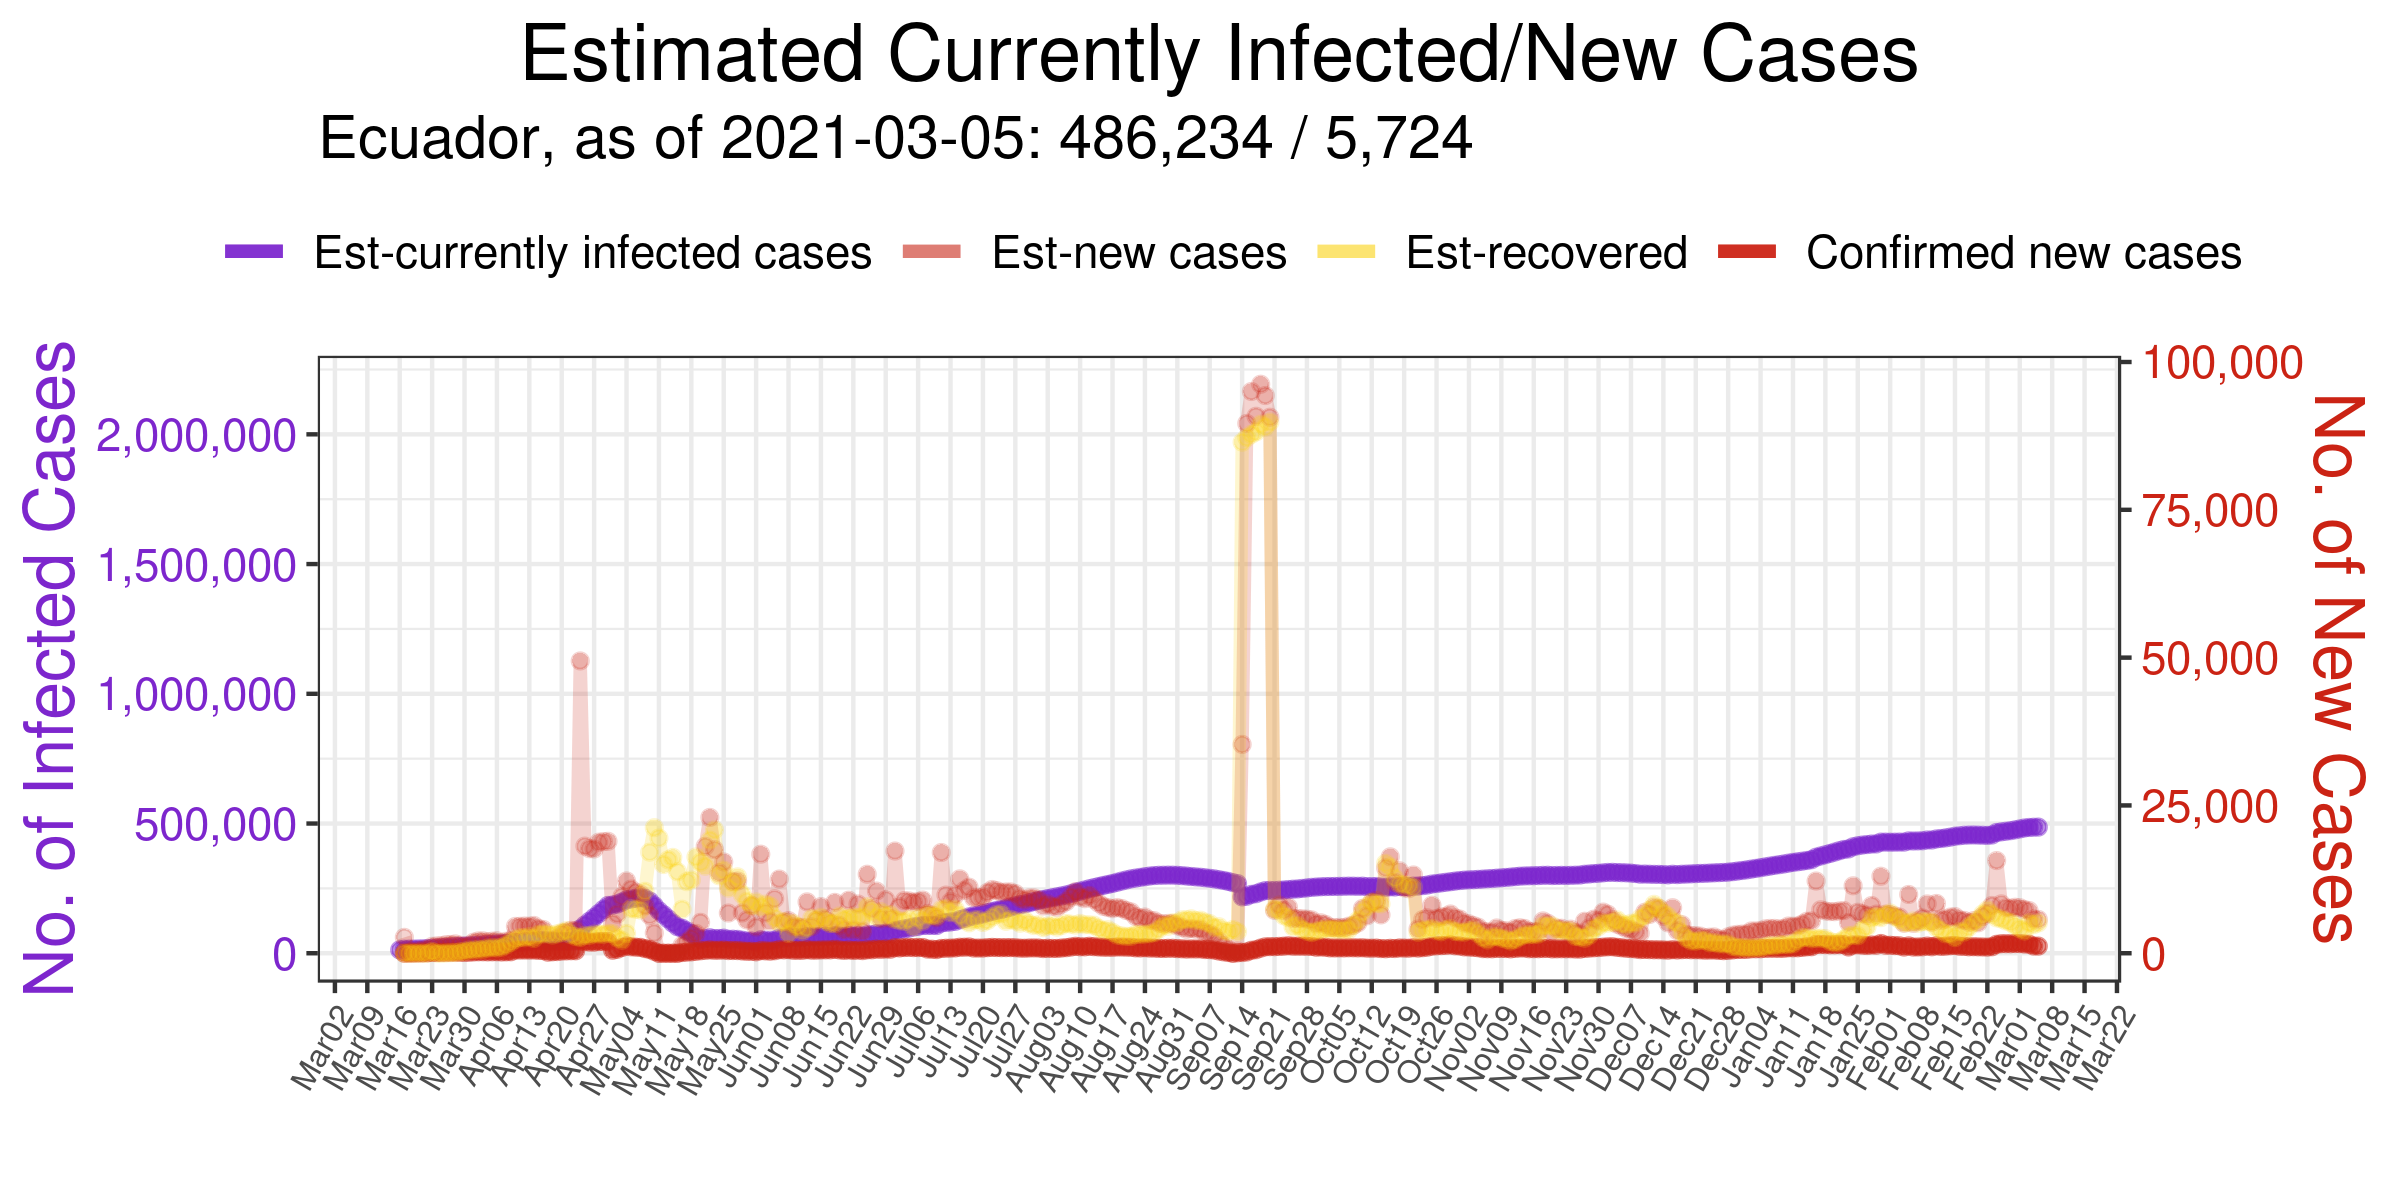 Estimated Currently Infected/New Cases
Ecuador, as of 2021-03-05: 486,234 / 5,724
Est-currently infected cases Est-new cases Est-recovered Confirmed new cases
No. of Infected Cases
2,000,000
1,500,000
1,000,000
500,000
0
100,000
75,000
50,000
25,000
0
No. of New Cases
Mar02 Mar09 Mar16 Mar23 Mar30 Apr06 Apr13 Apr20 Apr27 May04 May11 May18 May25 Jun01 Jun08 Jun15 Jun22 Jun29 Jul06 Jul13 Jul20 Jul27 Aug03 Aug10 Aug17 Aug24 Aug31 Sep07 Sep14 Sep21 Sep28 Oct05 Oct12 Oct19 Oct26 Nov02 Nov09 Nov16 Nov23 Nov30 Dec07 Dec14 Dec21 Dec28 Dec04 Jan11 Jan18 Jan25 Feb01 Feb08 Feb15 Feb22 Mar01 Mar08 Mar15 Mar22